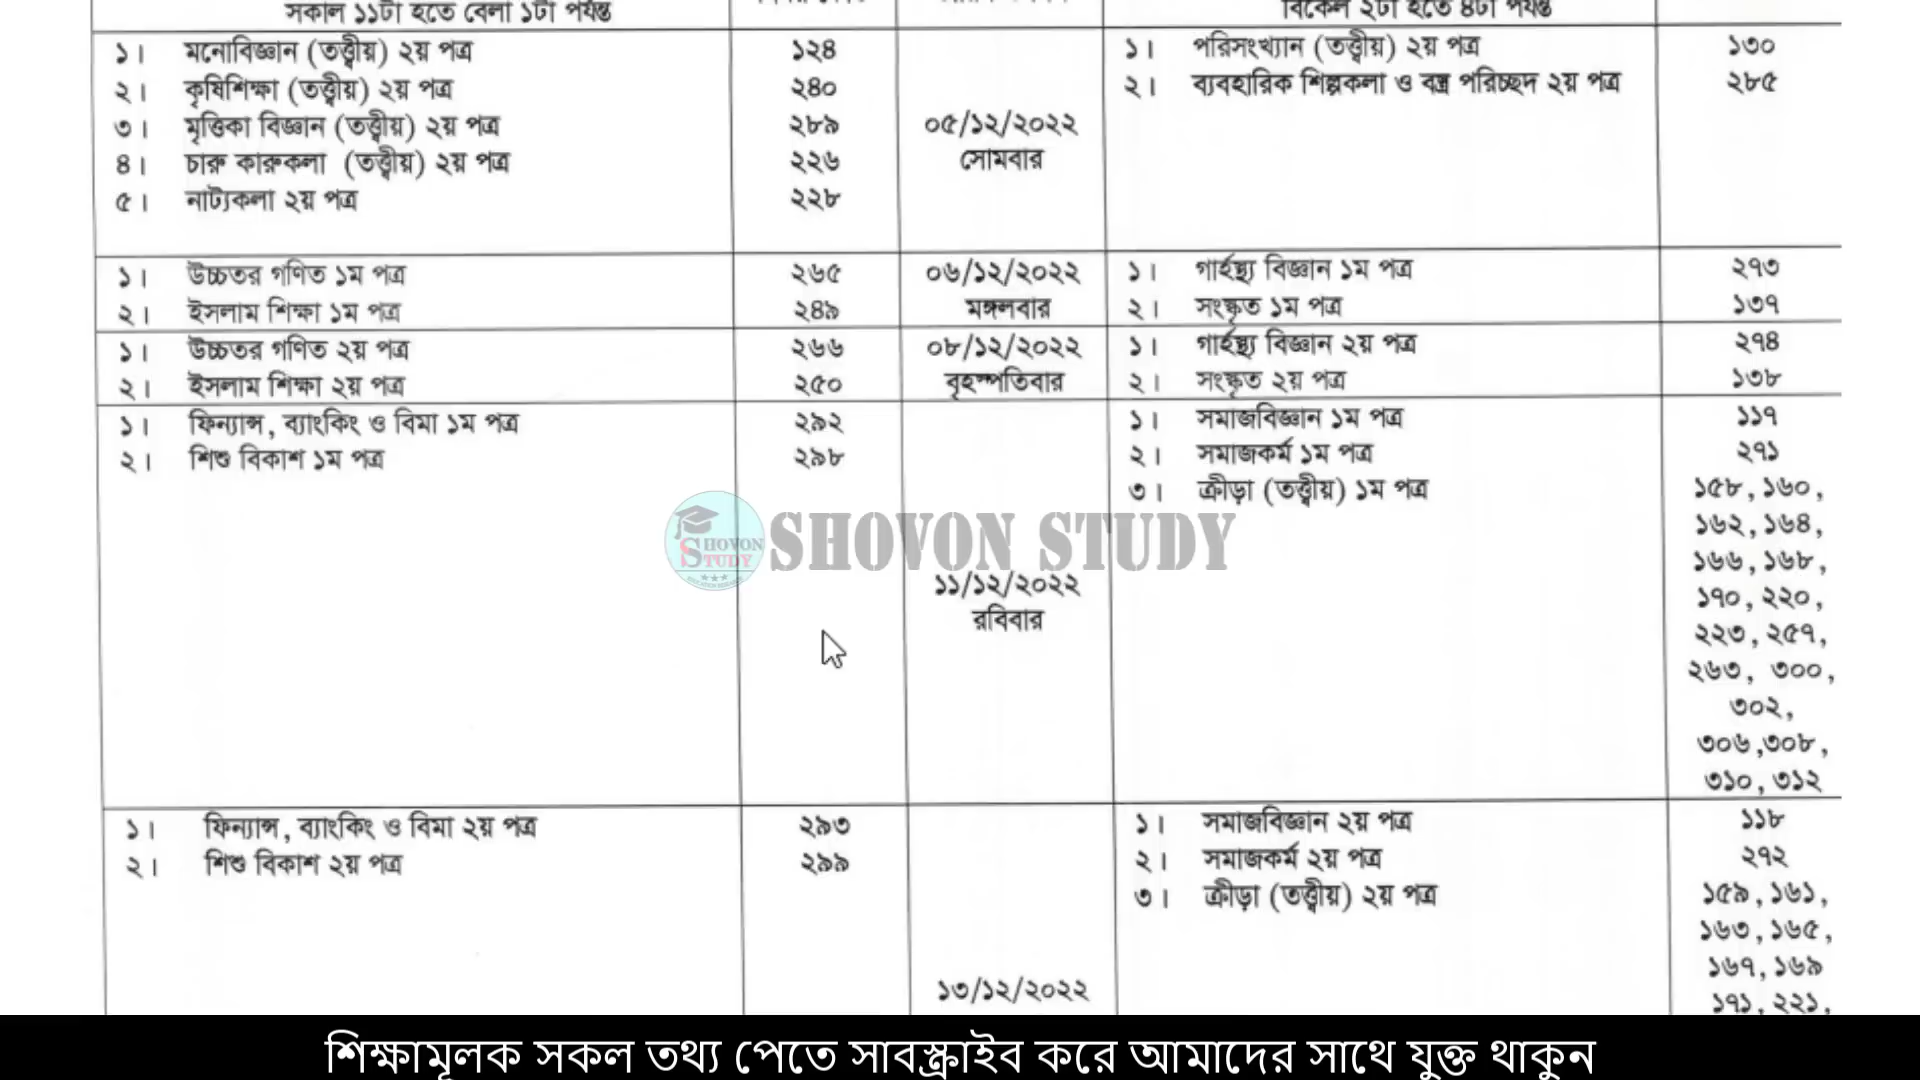 সকাল ১১টা হতে বেলা ১টা পর্যন্ত
বিকেল ২টা হতে ৪টা পর্যন্ত
১। মনোবিজ্ঞান (তত্ত্বীয়) ২য় পত্র ১২৪
২। কৃষিশিক্ষা (তত্ত্বীয়) ২য় পত্র ২৪০
৩। মৃত্তিকা বিজ্ঞান (তত্ত্বীয়) ২য় পত্র ২৮৯
৪। চারু কারুকলা (তত্ত্বীয়) ২য় পত্র ২২৬
৫। নাট্যকলা ২য় পত্র ২২৮
০৫/১২/২০২২
সোমবার
১। পরিসংখ্যান (তত্ত্বীয়) ২য় পত্র ১৩০
২। ব্যবহারিক শিল্পকলা ও বস্ত্র পরিচ্ছদ ২য় পত্র ২৮৫
১। উচ্চতর গণিত ১ম পত্র ২৬৫
২। ইসলাম শিক্ষা ১ম পত্র ২৪৯
০৬/১২/২০২২
মঙ্গলবার
১। গার্হস্থ্য বিজ্ঞান ১ম পত্র ২৭৩
২। সংস্কৃত ১ম পত্র ১৩৭
১। উচ্চতর গণিত ২য় পত্র ২৬৬
২। ইসলাম শিক্ষা ২য় পত্র ২৫০
০৮/১২/২০২২
বৃহস্পতিবার
১। গার্হস্থ্য বিজ্ঞান ২য় পত্র ২৭৪
২। সংস্কৃত ২য় পত্র ১৩৮
১। ফিন্যান্স, ব্যাংকিং ও বিমা ১ম পত্র ২৯২
২। শিশু বিকাশ ১ম পত্র ২৯৮
১১/১২/২০২২
রবিবার
১। সমাজবিজ্ঞান ১ম পত্র ১১৭
২। সমাজকর্ম ১ম পত্র ২৭১
৩। ক্রীড়া (তত্ত্বীয়) ১ম পত্র ১৫৮, ১৬০,
১৬২, ১৬৪,
১৬৬, ১৬৮,
১৭০, ২২০,
২২৩, ২৫৭,
২৬৩, ৩০০,
৩০২,
৩০৬,৩০৮,
৩১০, ৩১২
SHOVON STUDY
SHOVON
STUDY
১। ফিন্যান্স, ব্যাংকিং ও বিমা ২য় পত্র ২৯৩
২। শিশু বিকাশ ২য় পত্র ২৯৯
১৩/১২/২০২২
১। সমাজবিজ্ঞান ২য় পত্র ১১৮
২। সমাজকর্ম ২য় পত্র ২৭২
৩। ক্রীড়া (তত্ত্বীয়) ২য় পত্র ১৫৯, ১৬১,
১৬৩, ১৬৫,
১৬৭, ১৬৯
১৭১, ২২১,
শিক্ষামূলক সকল তথ্য পেতে সাবস্ক্রাইব করে আমাদের সাথে যুক্ত থাকুন